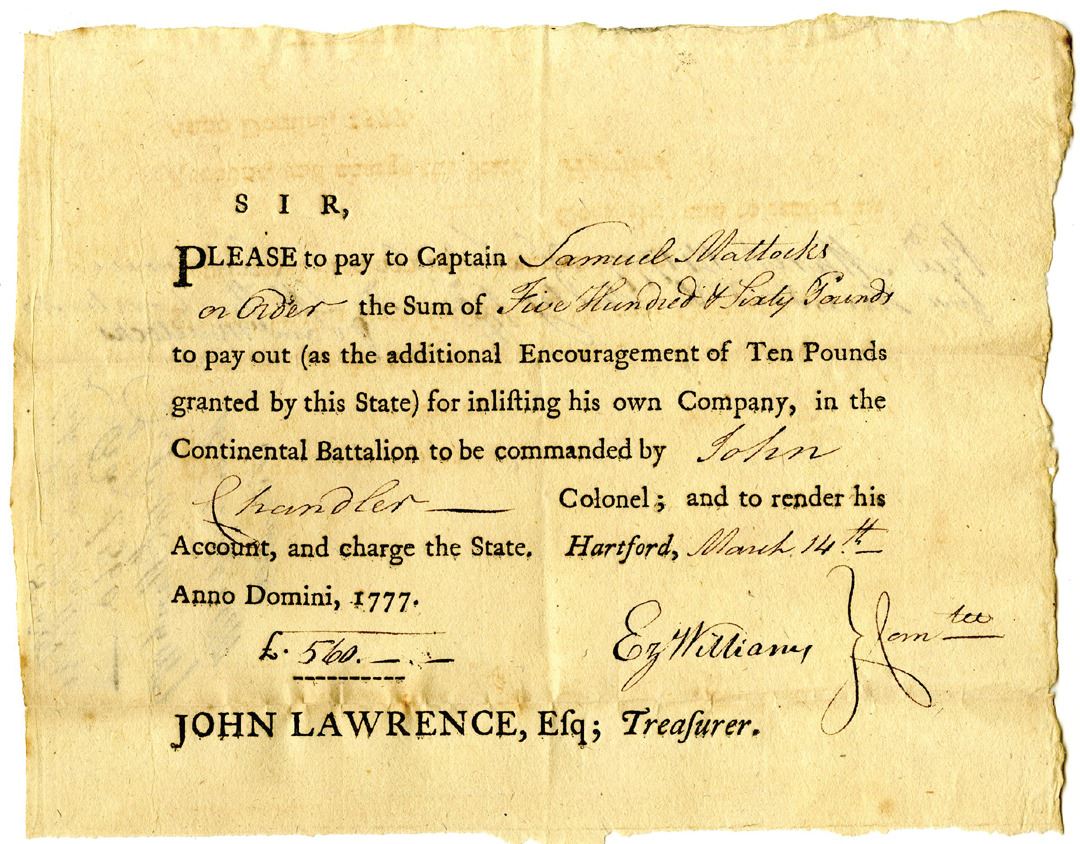 S I R,
PLEASE to pay to Captain Samuel Mattocks
or Order the Sum of Five Hundred & Sixty Pounds
to pay out (as the additional Encouragement of Ten Pounds
granted by this State) for inliſting his own Company, in the
Continental Battalion to be commanded by John
Chandler Colonel; and to render his
Account, and charge the State. Hartford, March 14th
Anno Domini, 1777.
£. 560.—.—
Ez Williams } Comtee
JOHN LAWRENCE, Eſq; Treaſurer.